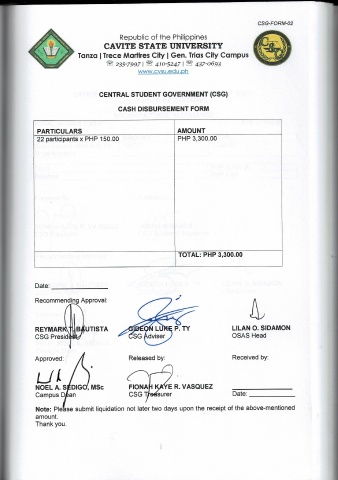 CSG-FORM-02
Republic of the Philippines
CAVITE STATE UNIVERSITY
Tanza | Trece Martires City | Gen. Trias City Campus
☏ 235-7997 | ☏ 410-5247 | ☏ 437-0693
www.cvsu.edu.ph
CENTRAL STUDENT GOVERNMENT (CSG)
CASH DISBURSEMENT FORM
PARTICULARS AMOUNT
22 participants x PHP 150.00 PHP 3,300.00
TOTAL: PHP 3,300.00
Date:
Recommending Approval:
REYMARK T. BAUTISTA GIDEON LUKE P. TY LILAN O. SIDAMON
CSG President CSG Adviser OSAS Head
Approved: Released by: Received by:
NOEL A. SEDIGO, MSc FIONAH KAYE R. VASQUEZ
Campus Dean CSG Treasurer Date:
Note: Please submit liquidation not later two days upon the receipt of the above-mentioned
amount.
Thank you.